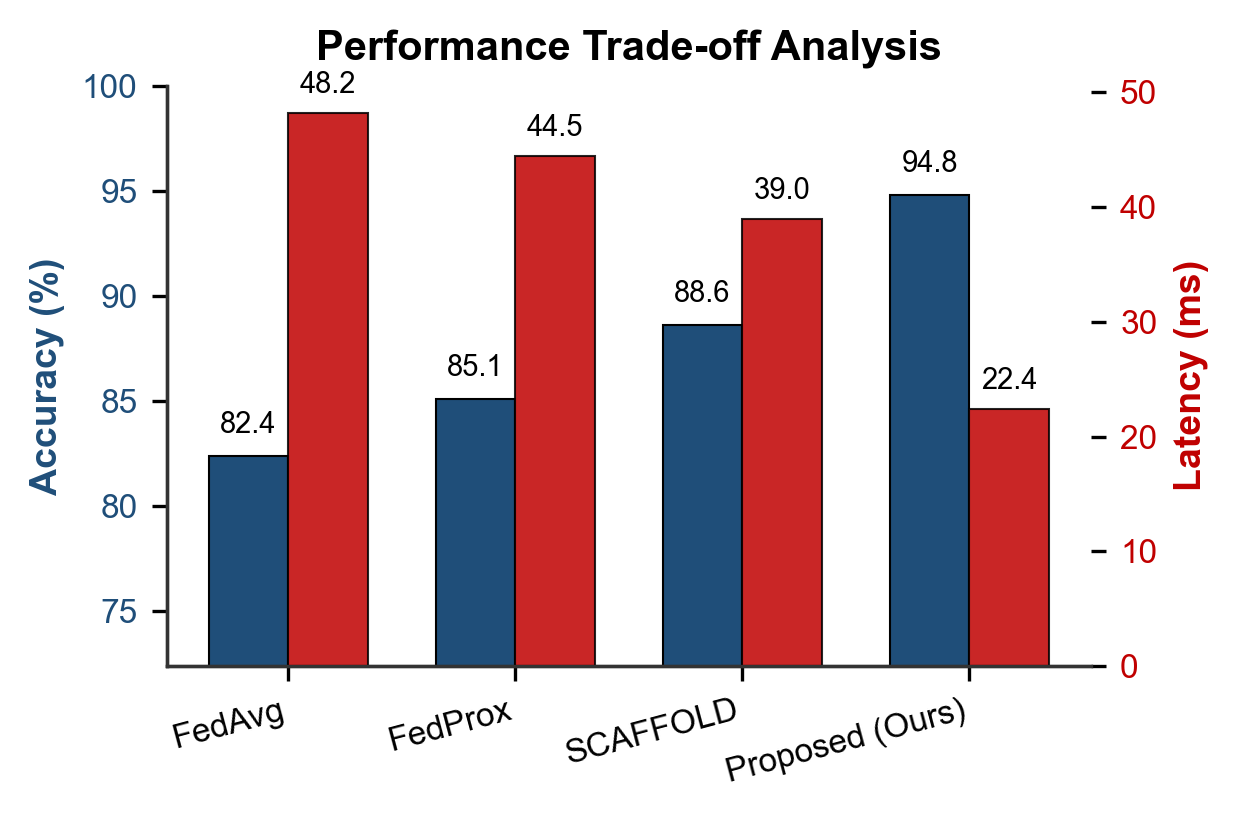 Performance Trade-off Analysis
Accuracy (%)
100
95
90
85
80
75
48.2
44.5
39.0
94.8
88.6
85.1
82.4
22.4
50
40
30
20
10
0
Latency (ms)
FedAvg
FedProx
SCAFFOLD
Proposed (Ours)